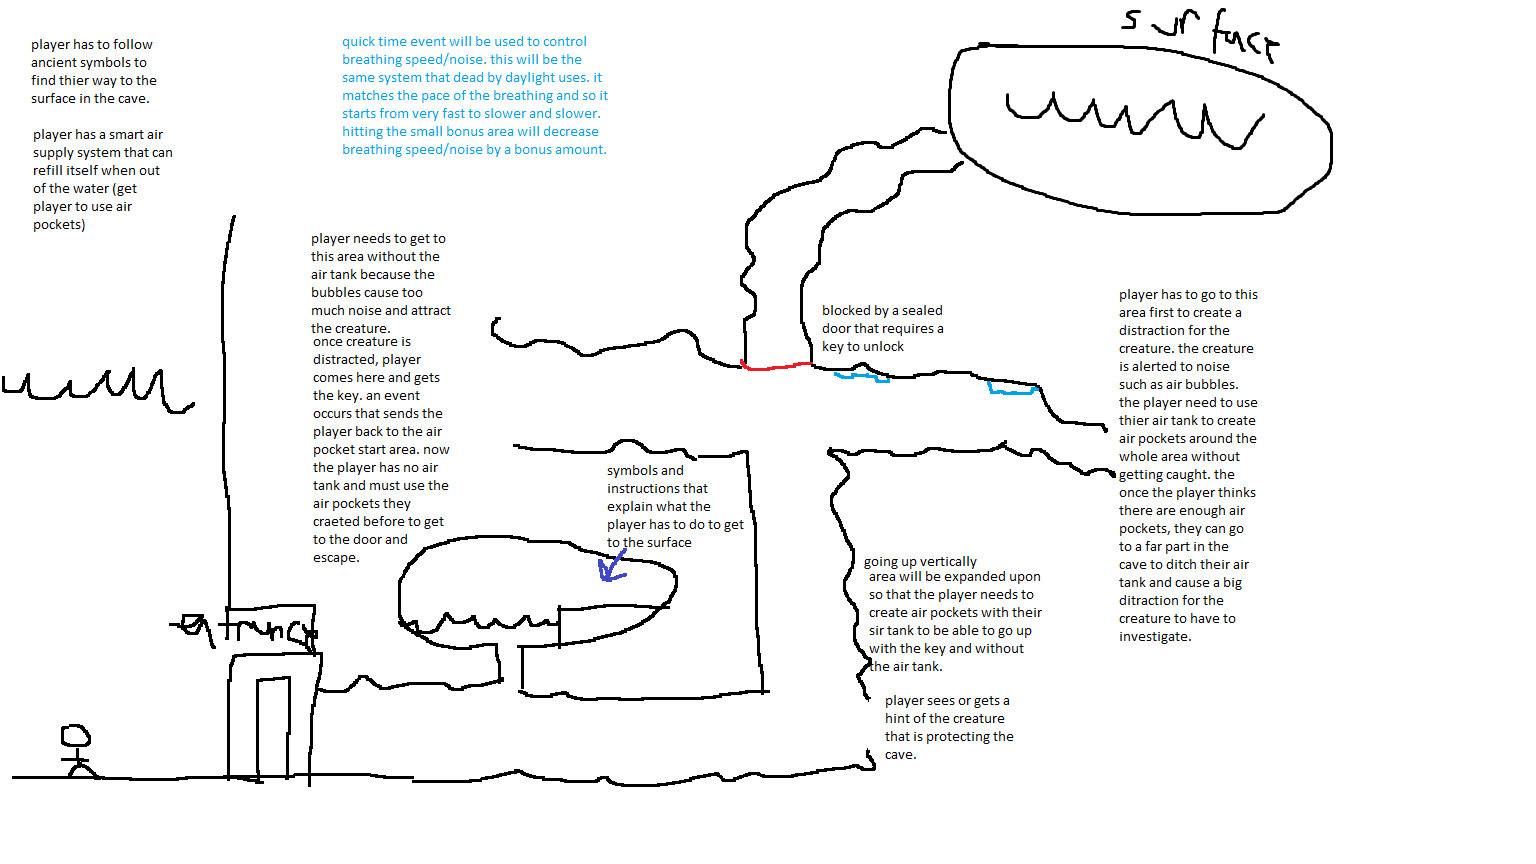 surface
player has to follow
ancient symbols to
find thier way to the
surface in the cave.
player has a smart air
supply system that can
refill itself when out
of the water (get
player to use air
pockets)
quick time event will be used to control
breathing speed/noise. this will be the
same system that dead by daylight uses. it
matches the pace of the breathing and so it
starts from very fast to slower and slower.
hitting the small bonus area will decrease
breathing speed/noise by a bonus amount.
player needs to get to
this area without the
air tank because the
bubbles cause too
much noise and attract
the creature.
once creature is
distracted, player
comes here and gets
the key. an event
occurs that sends the
player back to the air
pocket start area. now
the player has no air
tank and must use the
air pockets they
craeted before to get
to the door and
escape.
symbols and
instructions that
explain what the
player has to do to get
to the surface
blocked by a sealed
door that requires a
key to unlock
player has to go to this
area first to create a
distraction for the
creature. the creature
is alerted to noise
such as air bubbles.
the player need to use
thier air tank to create
air pockets around the
whole area without
getting caught. the
once the player thinks
there are enough air
pockets, they can go
to a far part in the
cave to ditch their air
tank and cause a big
ditraction for the
creature to have to
investigate.
going up vertically
area will be expanded upon
so that the player needs to
create air pockets with their
sir tank to be able to go up
with the key and without
the air tank.
player sees or gets a
hint of the creature
that is protecting the
cave.
entrance